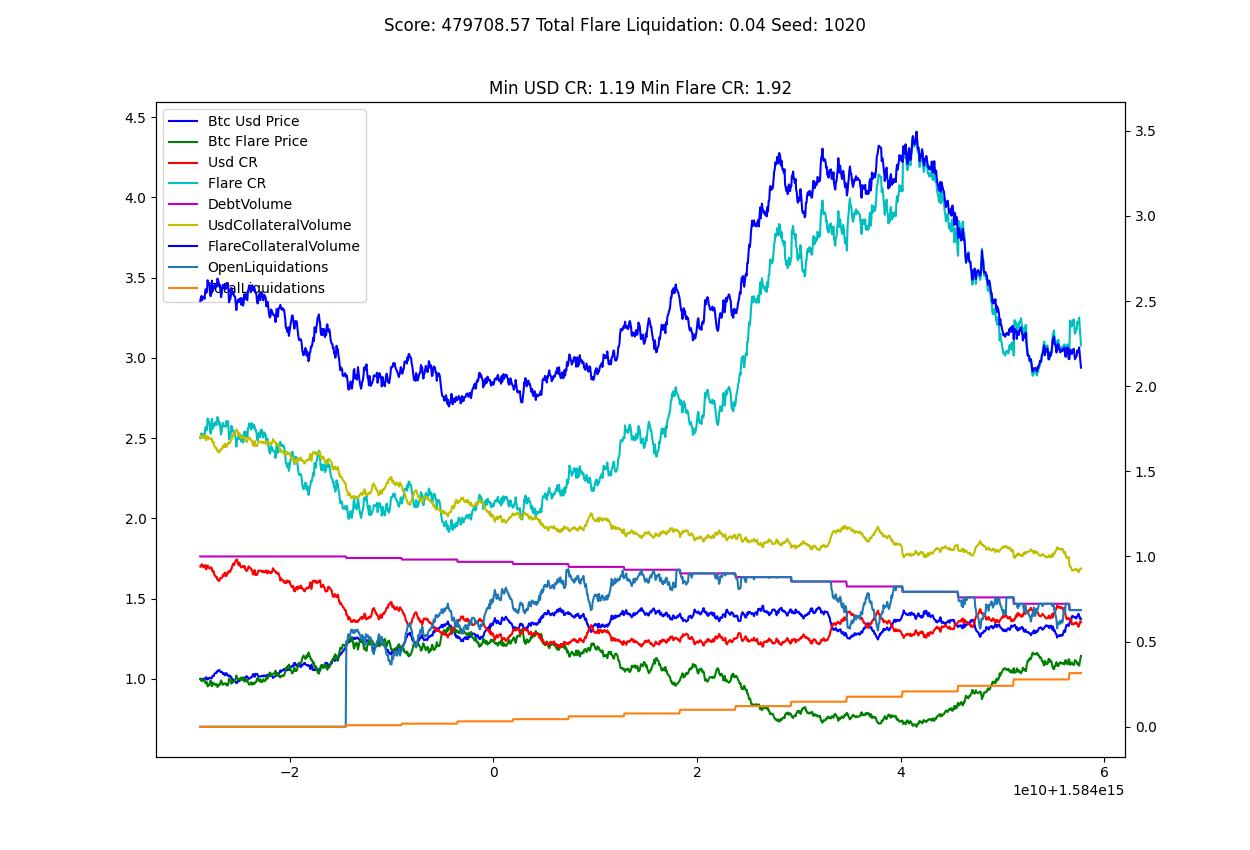 Score: 479708.57 Total Flare Liquidation: 0.04 Seed: 1020
Min USD CR: 1.19 Min Flare CR: 1.92
Btc Usd Price
Btc Flare Price
Usd CR
Flare CR
DebtVolume
UsdCollateralVolume
FlareCollateralVolume
OpenLiquidations
TotalLiquidations
4.5
4.0
3.5
3.0
2.5
2.0
1.5
1.0
3.5
3.0
2.5
2.0
1.5
1.0
0.5
0.0
−2
0
2
4
6
1e10+1.584e15